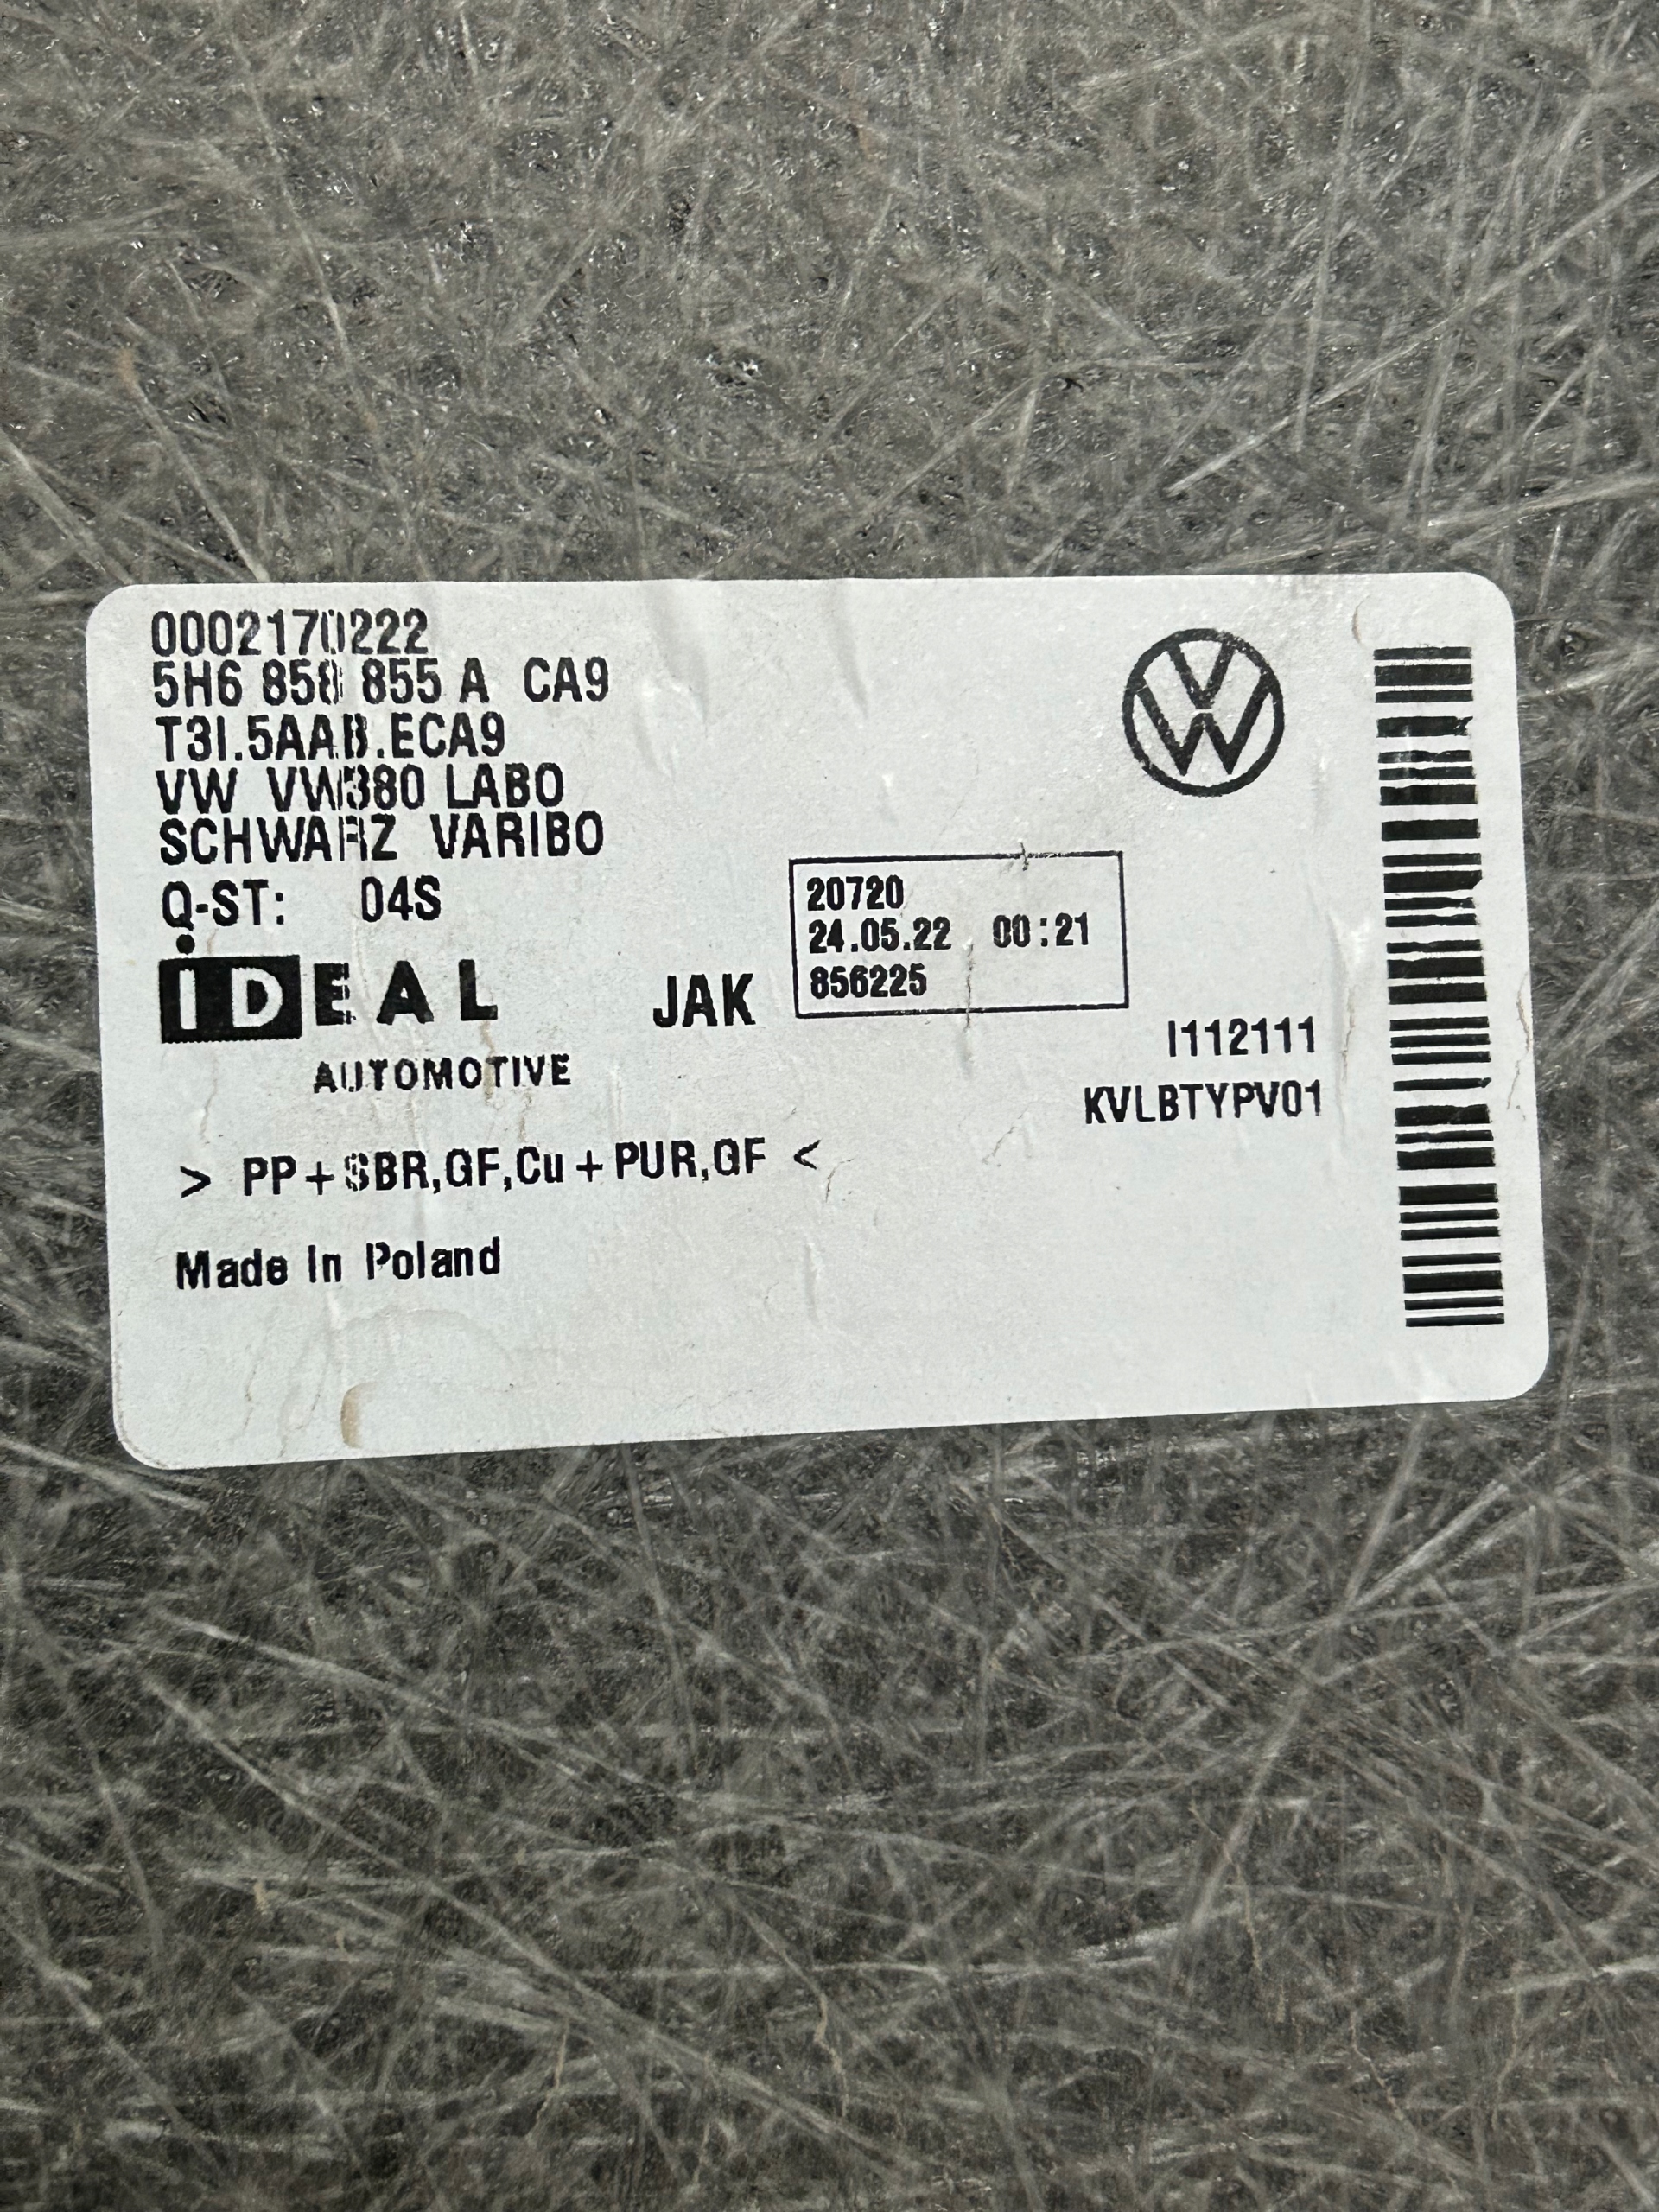 0002170222
5H6 858 855 A CA9
T3I.5AAB.ECA9
VW VW380 LABO
SCHWARZ VARIBO
Q-ST: 04S
iDEAL
AUTOMOTIVE
JAK
20720
24.05.22 00:21
856225
I112111
KVLBTYPV01
> PP+SBR,GF,Cu+PUR,GF <
Made In Poland